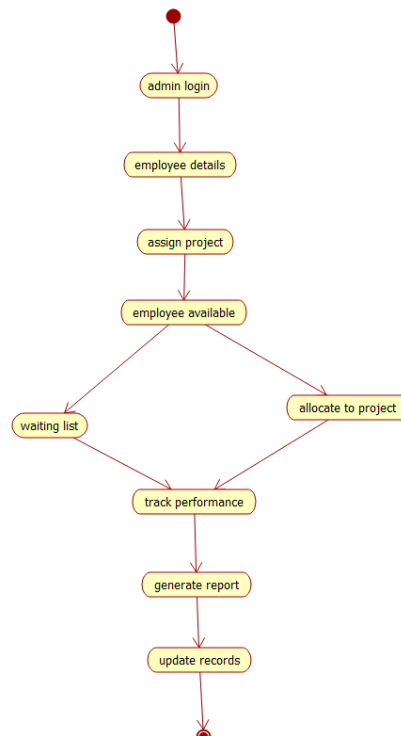 admin login
employee details
assign project
employee available
waiting list
allocate to project
track performance
generate report
update records